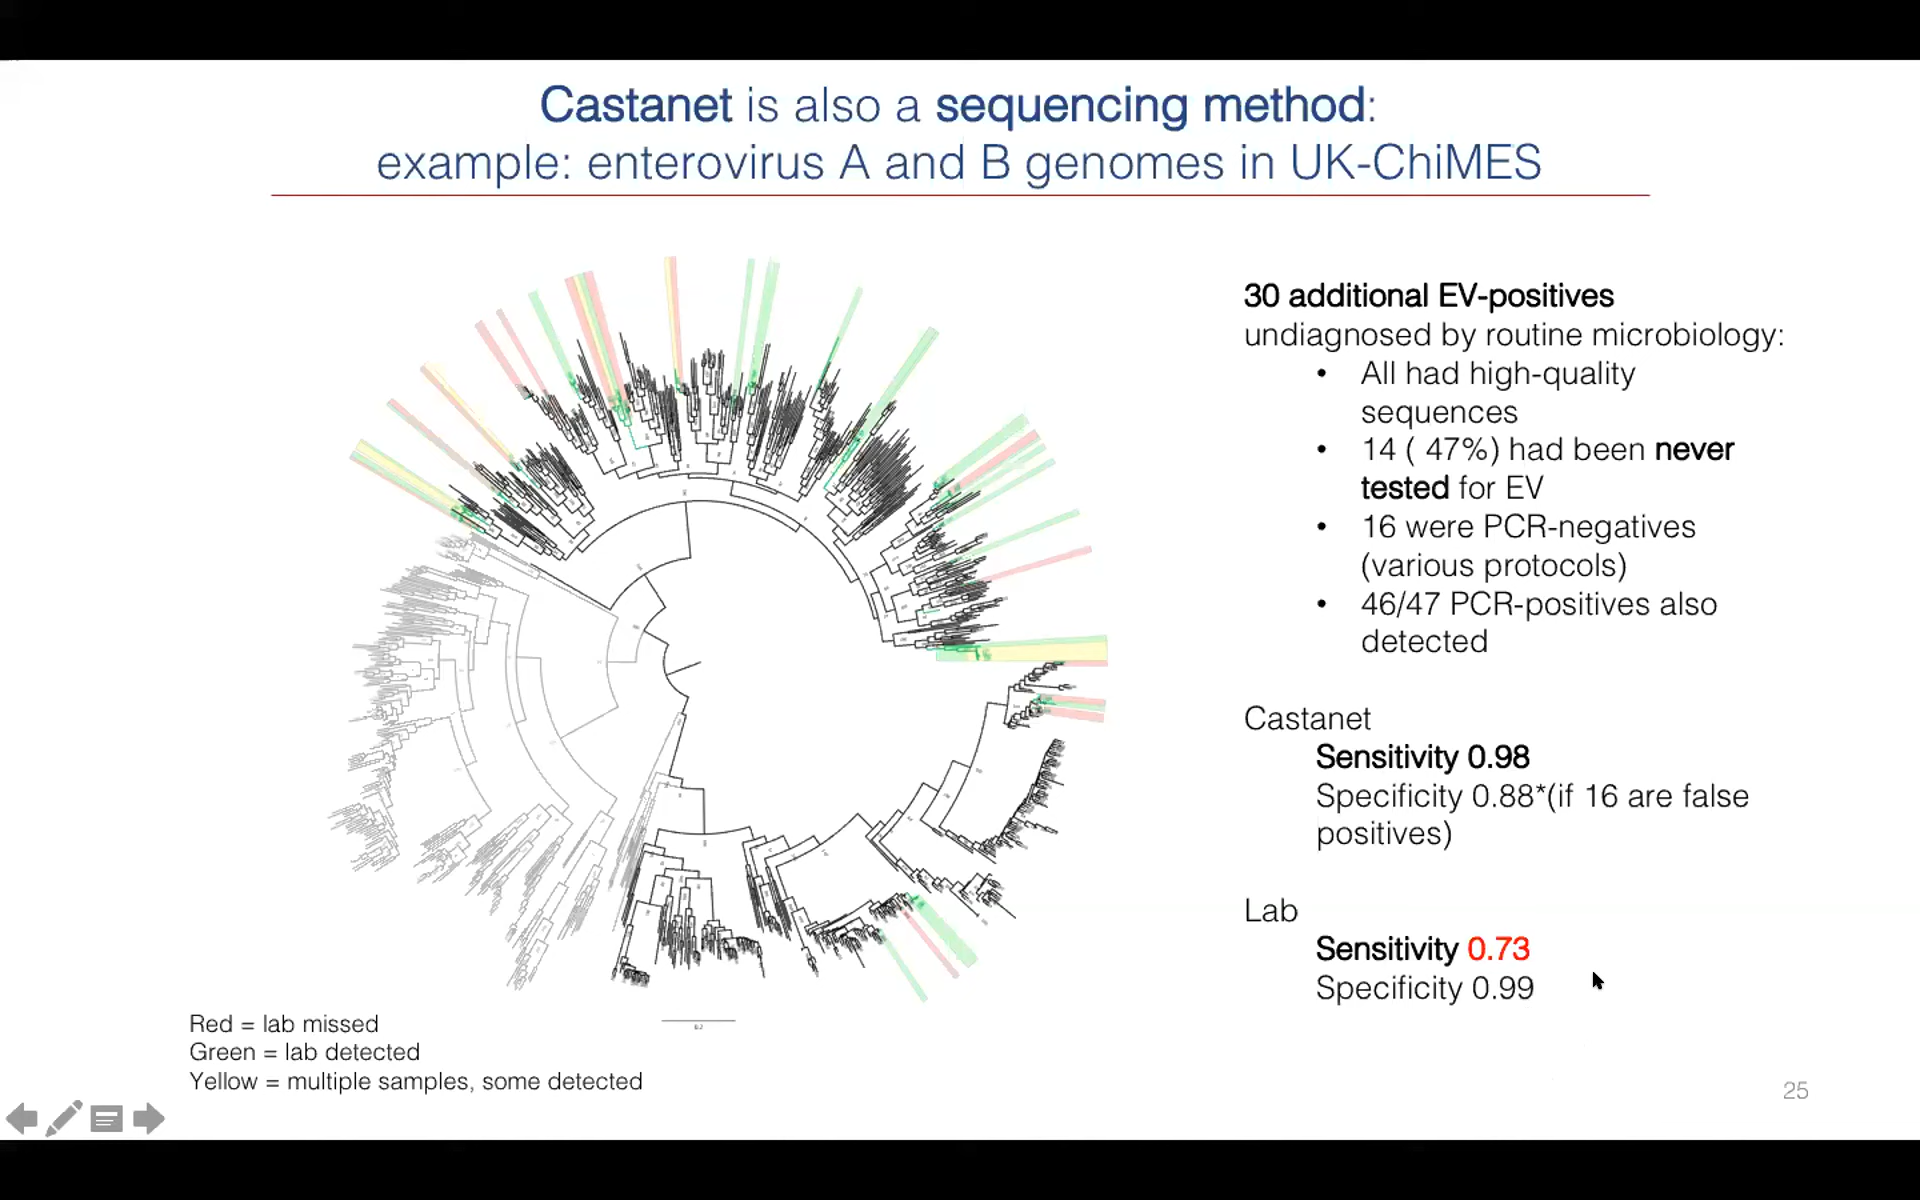 Castanet is also a sequencing method:
example: enterovirus A and B genomes in UK-ChiMES
30 additional EV-positives
undiagnosed by routine microbiology:
• All had high-quality
sequences
• 14 ( 47%) had been never
tested for EV
• 16 were PCR-negatives
(various protocols)
• 46/47 PCR-positives also
detected
Castanet
Sensitivity 0.98
Specificity 0.88*(if 16 are false
positives)
Lab
Sensitivity 0.73
Specificity 0.99
0.2
Red = lab missed
Green = lab detected
Yellow = multiple samples, some detected
25